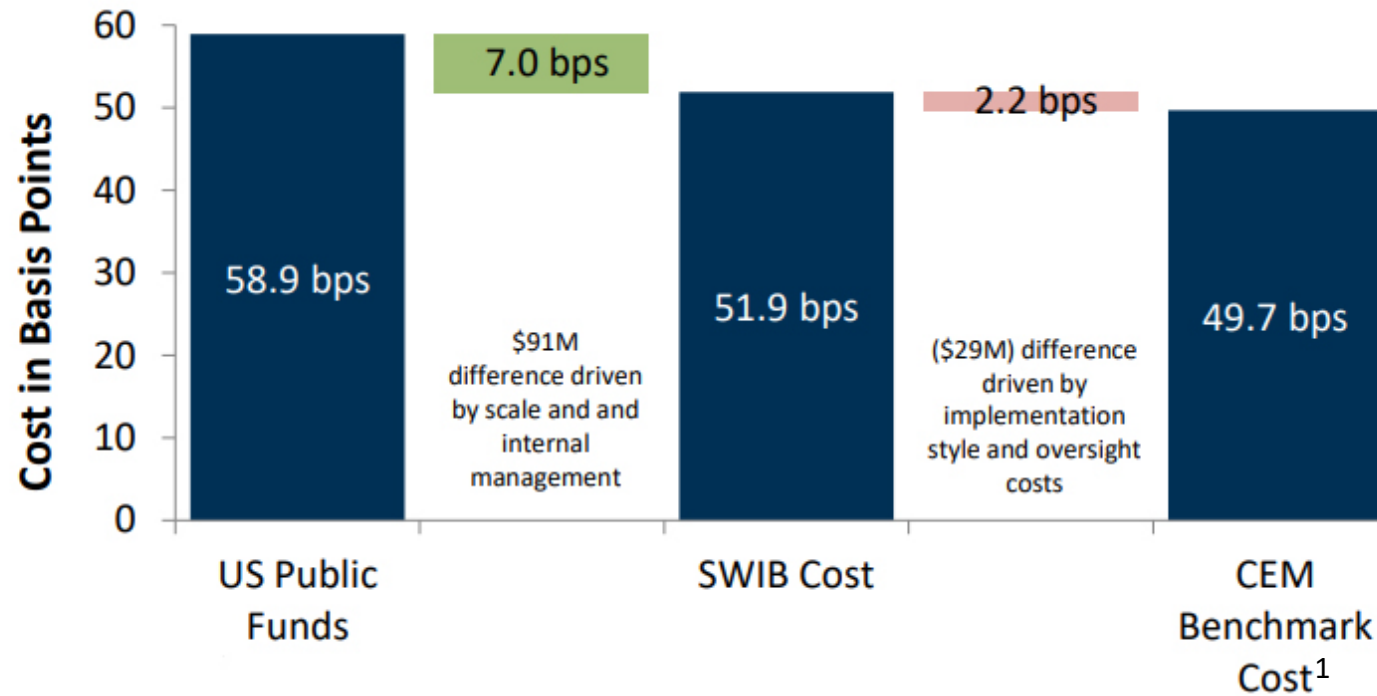 Cost in Basis Points
60
50
40
30
20
10
0
58.9 bps
7.0 bps
$91M
difference driven
by scale and and
internal
management
51.9 bps
2.2 bps
($29M) difference
driven by
implementation
style and oversight
costs
49.7 bps
US Public
Funds
SWIB Cost
CEM
Benchmark
Cost¹